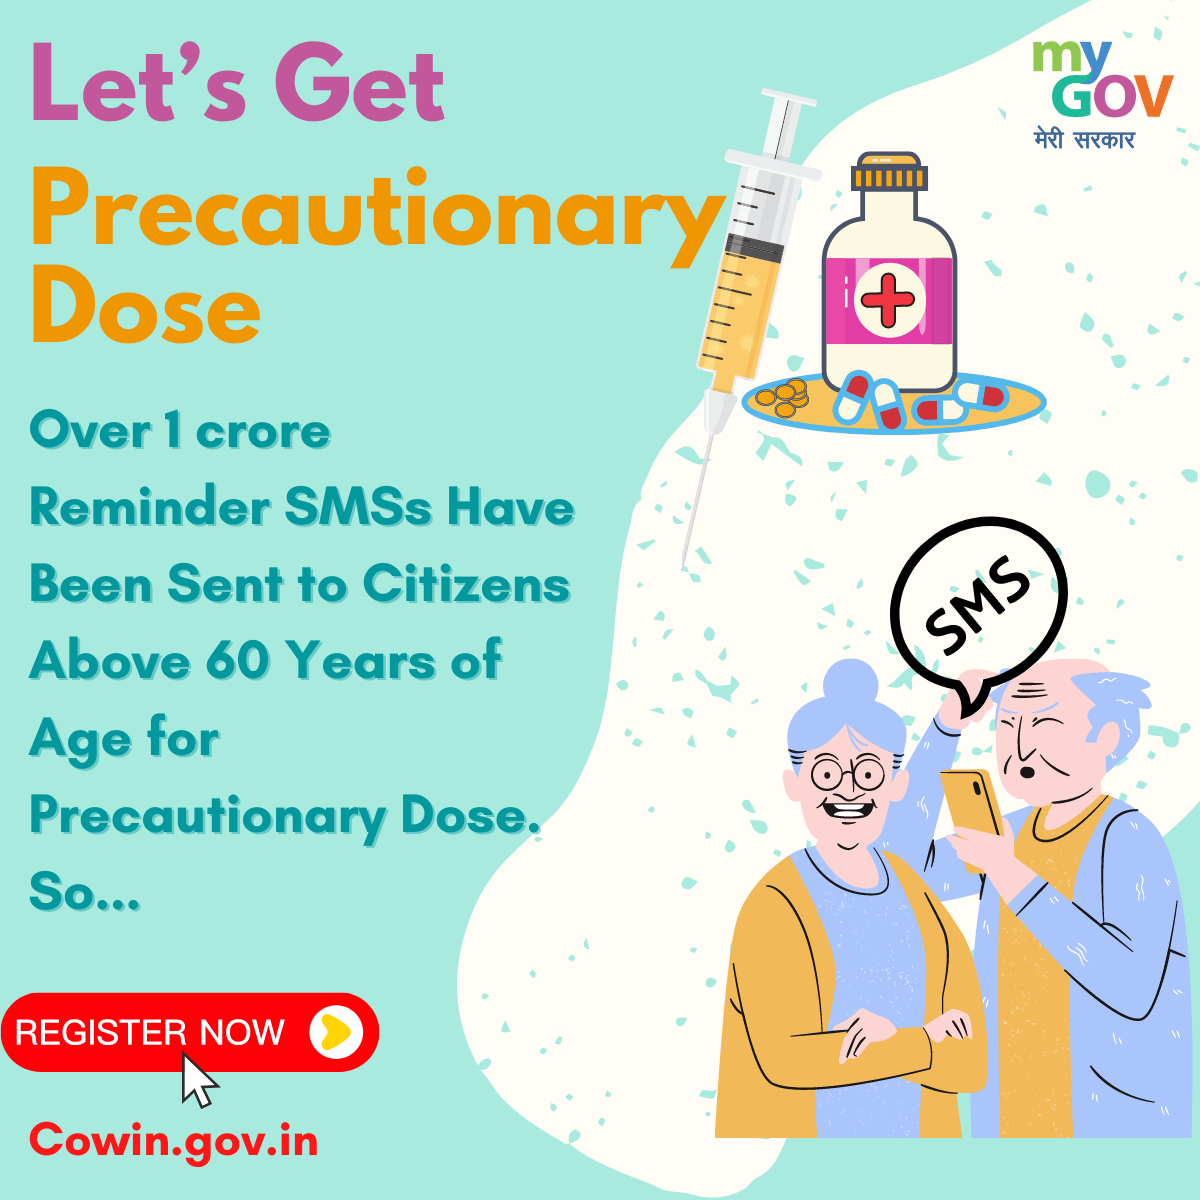 Let's Get
my
GOV
मेरी सरकार
Precautionary
Dose
Over 1 crore
Reminder SMSs Have
Been Sent to Citizens
Above 60 Years of
Age for
Precautionary Dose.
So...
SMS
REGISTER NOW
Cowin.gov.in